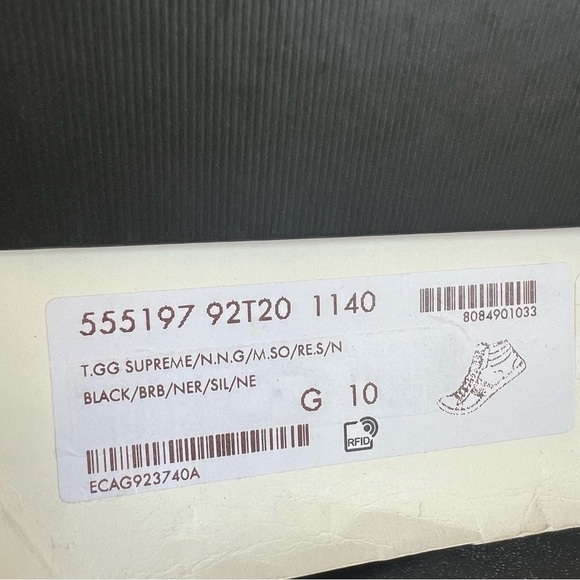 555197 92T20 1140
8084901033
T.GG SUPREME/N.N.G/M.SO/RE.S/N
BLACK/BRB/NER/SIL/NE
G 10
RFID
ECAG923740A